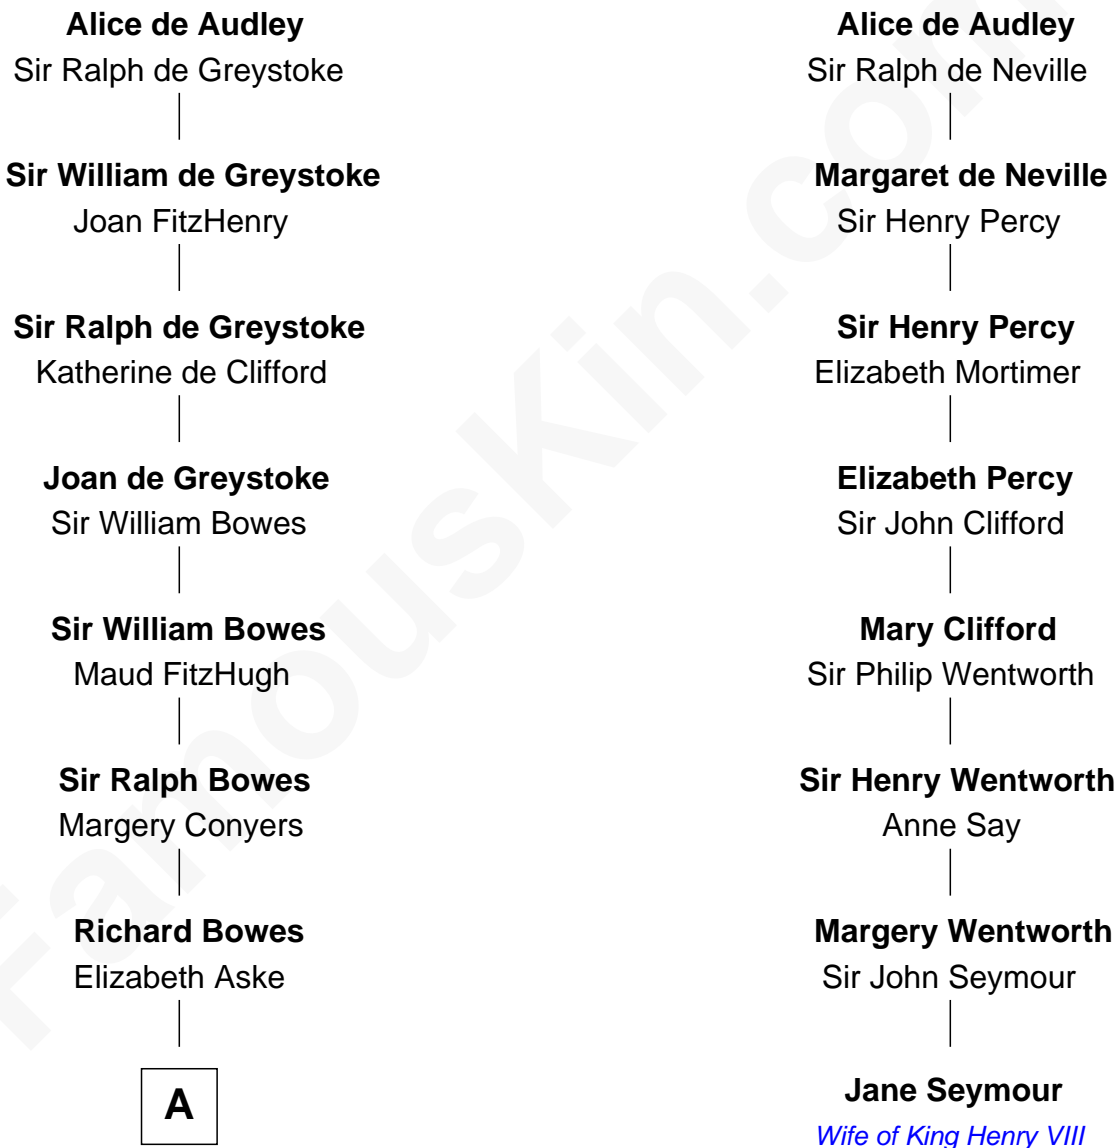 Alice de Audley
Sir Ralph de Greystoke
Sir William de Greystoke
Joan FitzHenry
Sir Ralph de Greystoke
Katherine de Clifford
Joan de Greystoke
Sir William Bowes
Sir William Bowes
Maud FitzHugh
Sir Ralph Bowes
Margery Conyers
Richard Bowes
Elizabeth Aske
A
Alice de Audley
Sir Ralph de Neville
Margaret de Neville
Sir Henry Percy
Sir Henry Percy
Elizabeth Mortimer
Elizabeth Percy
Sir John Clifford
Mary Clifford
Sir Philip Wentworth
Sir Henry Wentworth
Anne Say
Margery Wentworth
Sir John Seymour
Jane Seymour
Wife of King Henry VIII
FamousKin.com